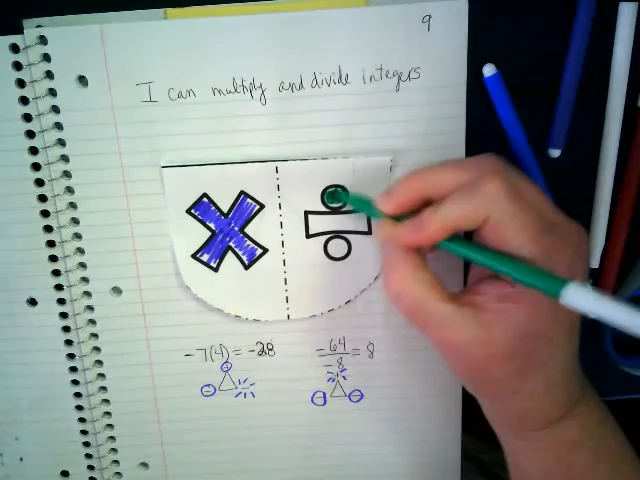 9
I can multiply and divide integers
-7(4) = -28
-64/-8 = 8